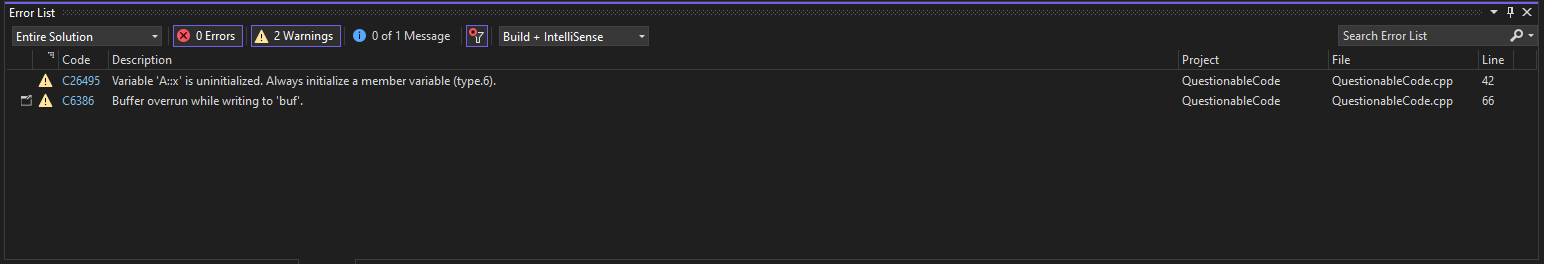 Error List
Entire Solution 0 Errors 2 Warnings 0 of 1 Message Build + IntelliSense Search Error List
Code Description Project File Line
C26495 Variable 'A::x' is uninitialized. Always initialize a member variable (type.6). QuestionableCode QuestionableCode.cpp 42
C6386 Buffer overrun while writing to 'buf'. QuestionableCode QuestionableCode.cpp 66